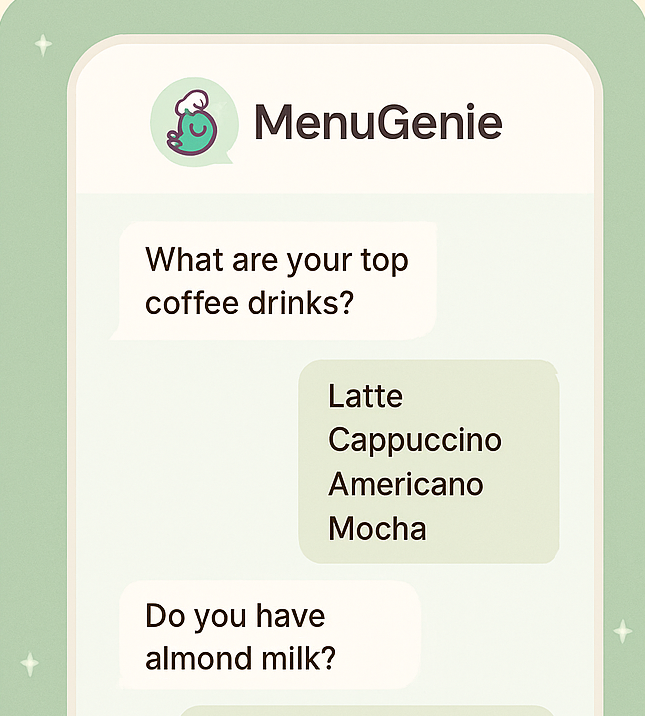 MenuGenie
What are your top
coffee drinks?
Latte
Cappuccino
Americano
Mocha
Do you have
almond milk?